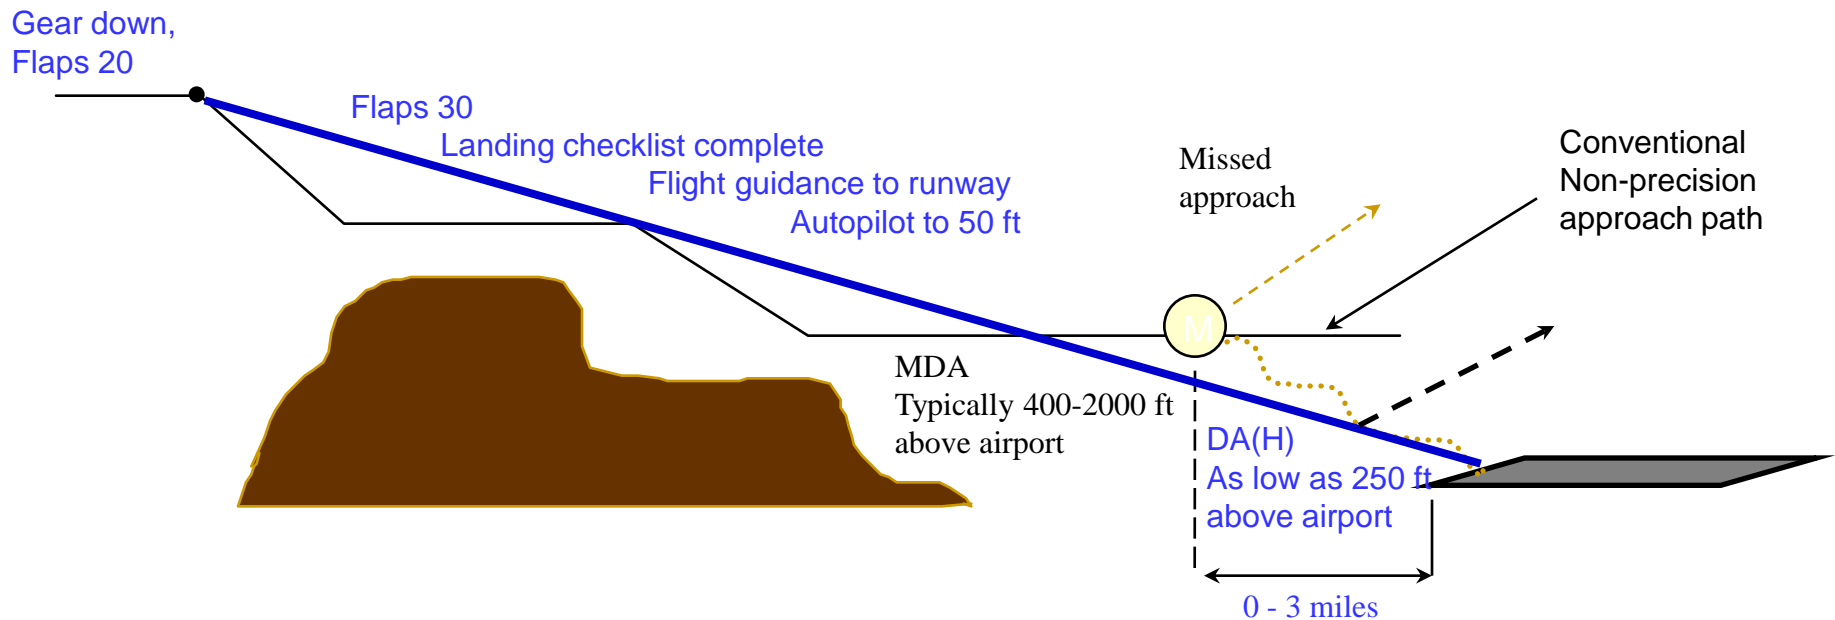 Gear down,
Flaps 20
Flaps 30
Landing checklist complete
Flight guidance to runway
Autopilot to 50 ft
Missed
approach
Conventional
Non-precision
approach path
M
MDA
Typically 400-2000 ft
above airport
DA(H)
As low as 250 ft
above airport
0 - 3 miles